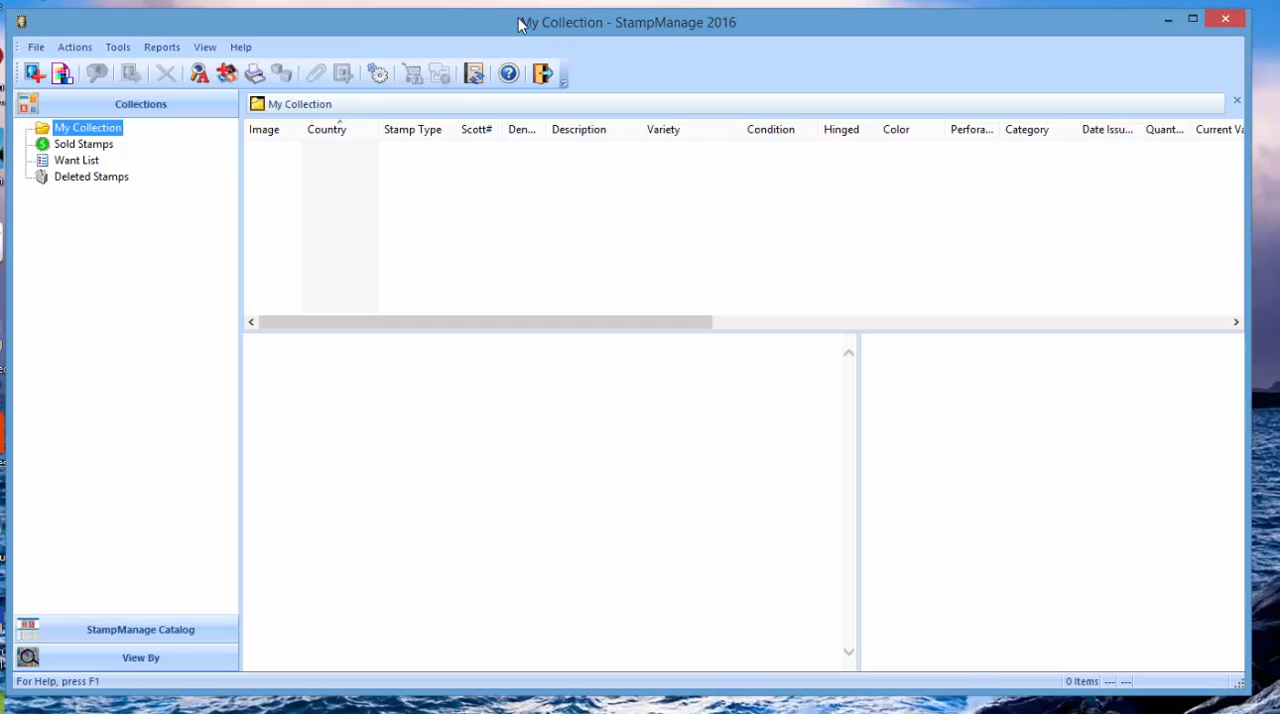 My Collection - StampManage 2016
File Actions Tools Reports View Help
Collections
My Collection
Image Country Stamp Type Scott# Den... Description Variety Condition Hinged Color Perfora... Category Date Issu... Quant... Current Va
My Collection
Sold Stamps
Want List
Deleted Stamps
StampManage Catalog
View By
For Help, press F1
0 Items --- ---